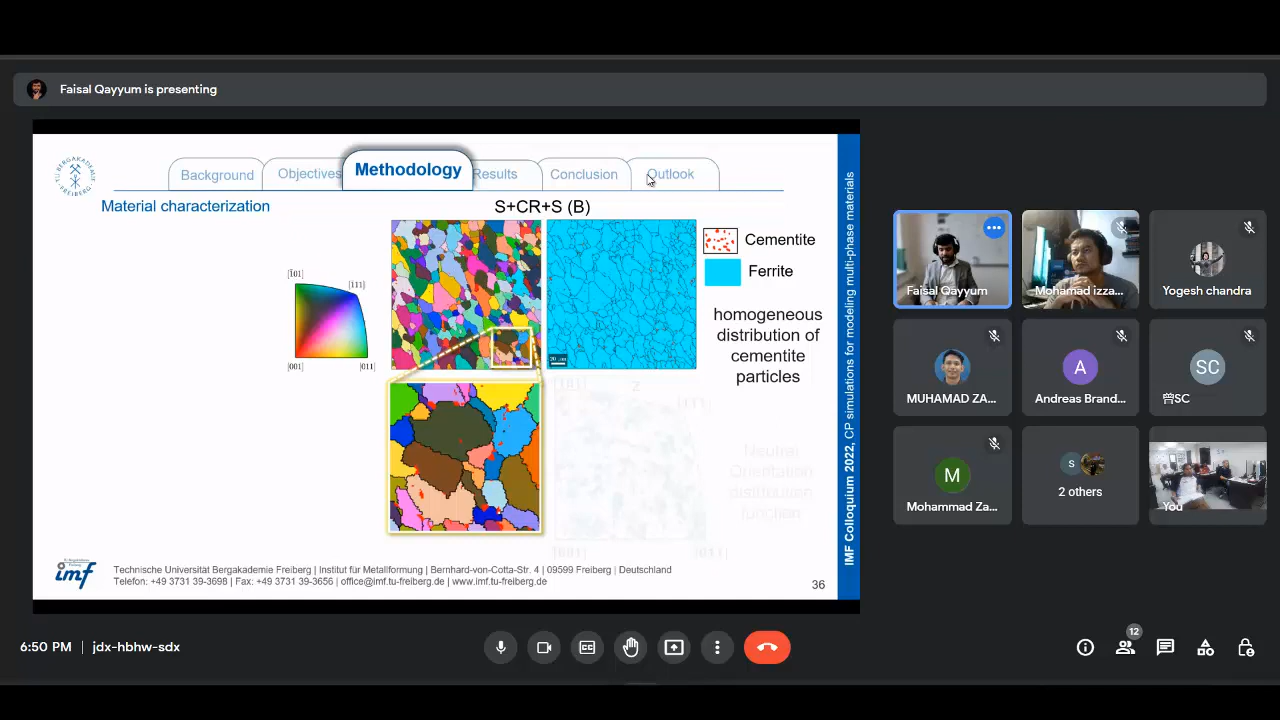 Faisal Qayyum is presenting
Background
Objectives
Methodology
Results
Conclusion
Outlook
Material characterization
S+CR+S (B)
Cementite
Ferrite
homogeneous
distribution of
cementite
particles
[001]
[011]
Neutral
Orientation
distribution
function
Technische Universität Bergakademie Freiberg | Institut für Metallformung | Bernhard-von-Cotta-Str. 4 | 09599 Freiberg | Deutschland
Telefon: +49 3731 39-3698 | Fax: +49 3731 39-3656 | office@imf.tu-freiberg.de | www.imf.tu-freiberg.de
imf
36
IMF Colloquium 2022, CP simulations for modeling multi-phase materials
Faisal Qayyum
Mohamad izza...
Yogesh chandra
MUHAMAD ZA...
A
Andreas Brand...
SC
M
Mohammad Za...
S
2 others
You
6:50 PM | jdx-hbhw-sdx
12